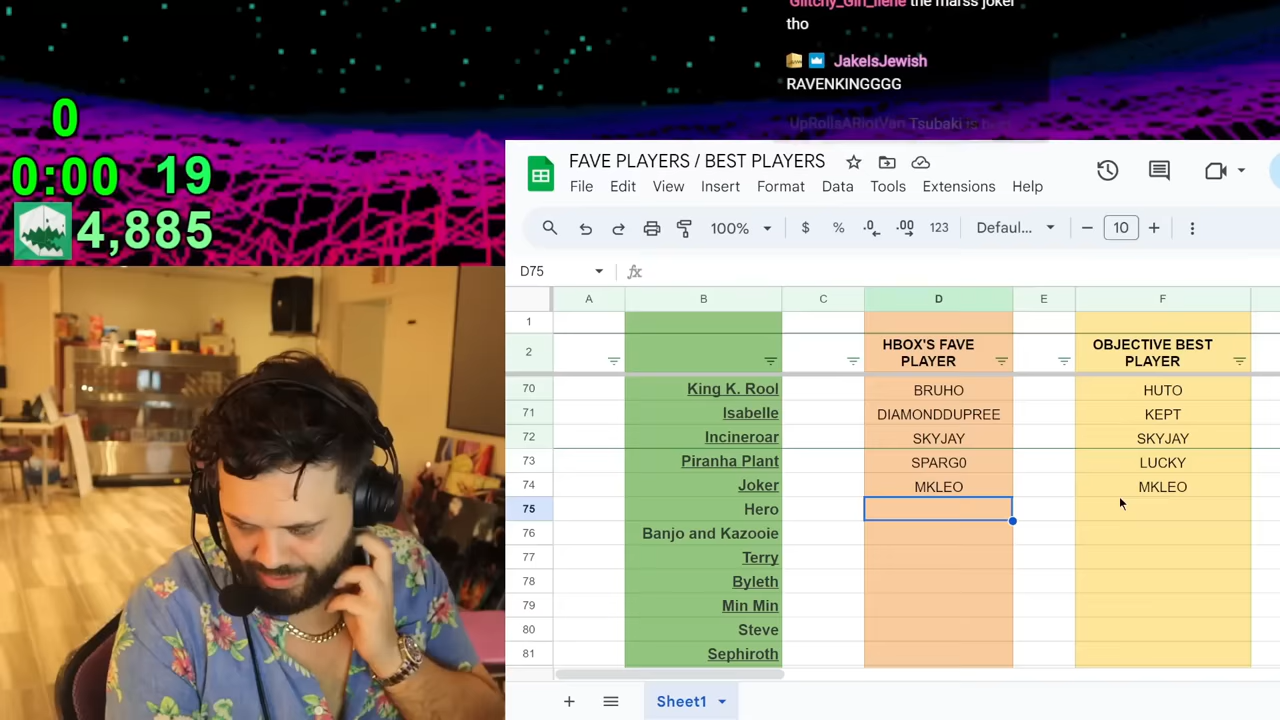 Glitchy_Girl_Ilene the marss joker
tho
JakeIsJewish
RAVENKINGGGG
UpRollsARiotVan Tsubaki is
0
0:00 19
4,885
FAVE PLAYERS / BEST PLAYERS
File Edit View Insert Format Data Tools Extensions Help
100% $ % .0 .00 123 Defaul... 10
D75 fx
A B C D E F
1
2 HBOX'S FAVE PLAYER OBJECTIVE BEST PLAYER
70 King K. Rool BRUHO HUTO
71 Isabelle DIAMONDDUPREE KEPT
72 Incineroar SKYJAY SKYJAY
73 Piranha Plant SPARG0 LUCKY
74 Joker MKLEO MKLEO
75 Hero
76 Banjo and Kazooie
77 Terry
78 Byleth
79 Min Min
80 Steve
81 Sephiroth
Sheet1